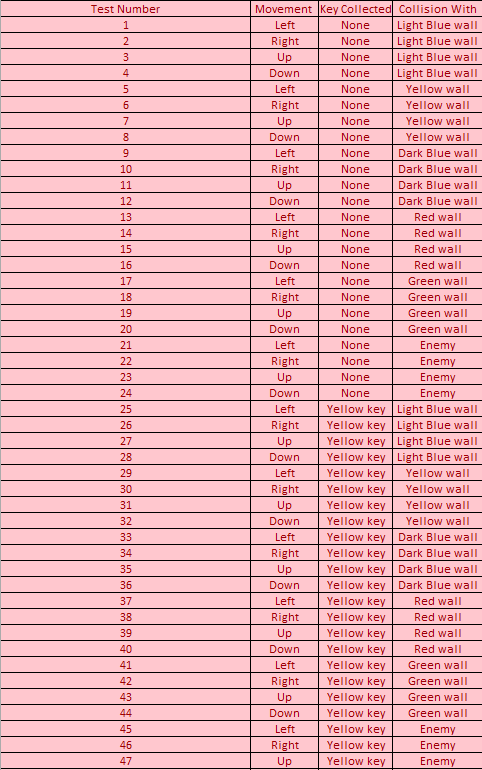 Test Number Movement Key Collected Collision With
1 Left None Light Blue wall
2 Right None Light Blue wall
3 Up None Light Blue wall
4 Down None Light Blue wall
5 Left None Yellow wall
6 Right None Yellow wall
7 Up None Yellow wall
8 Down None Yellow wall
9 Left None Dark Blue wall
10 Right None Dark Blue wall
11 Up None Dark Blue wall
12 Down None Dark Blue wall
13 Left None Red wall
14 Right None Red wall
15 Up None Red wall
16 Down None Red wall
17 Left None Green wall
18 Right None Green wall
19 Up None Green wall
20 Down None Green wall
21 Left None Enemy
22 Right None Enemy
23 Up None Enemy
24 Down None Enemy
25 Left Yellow key Light Blue wall
26 Right Yellow key Light Blue wall
27 Up Yellow key Light Blue wall
28 Down Yellow key Light Blue wall
29 Left Yellow key Yellow wall
30 Right Yellow key Yellow wall
31 Up Yellow key Yellow wall
32 Down Yellow key Yellow wall
33 Left Yellow key Dark Blue wall
34 Right Yellow key Dark Blue wall
35 Up Yellow key Dark Blue wall
36 Down Yellow key Dark Blue wall
37 Left Yellow key Red wall
38 Right Yellow key Red wall
39 Up Yellow key Red wall
40 Down Yellow key Red wall
41 Left Yellow key Green wall
42 Right Yellow key Green wall
43 Up Yellow key Green wall
44 Down Yellow key Green wall
45 Left Yellow key Enemy
46 Right Yellow key Enemy
47 Up Yellow key Enemy